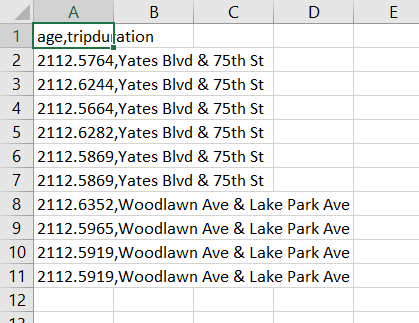 A B C D E
1 age,tripduration
2 2112.5764,Yates Blvd & 75th St
3 2112.6244,Yates Blvd & 75th St
4 2112.5664,Yates Blvd & 75th St
5 2112.6282,Yates Blvd & 75th St
6 2112.5869,Yates Blvd & 75th St
7 2112.5869,Yates Blvd & 75th St
8 2112.6352,Woodlawn Ave & Lake Park Ave
9 2112.5965,Woodlawn Ave & Lake Park Ave
10 2112.5919,Woodlawn Ave & Lake Park Ave
11 2112.5919,Woodlawn Ave & Lake Park Ave
12